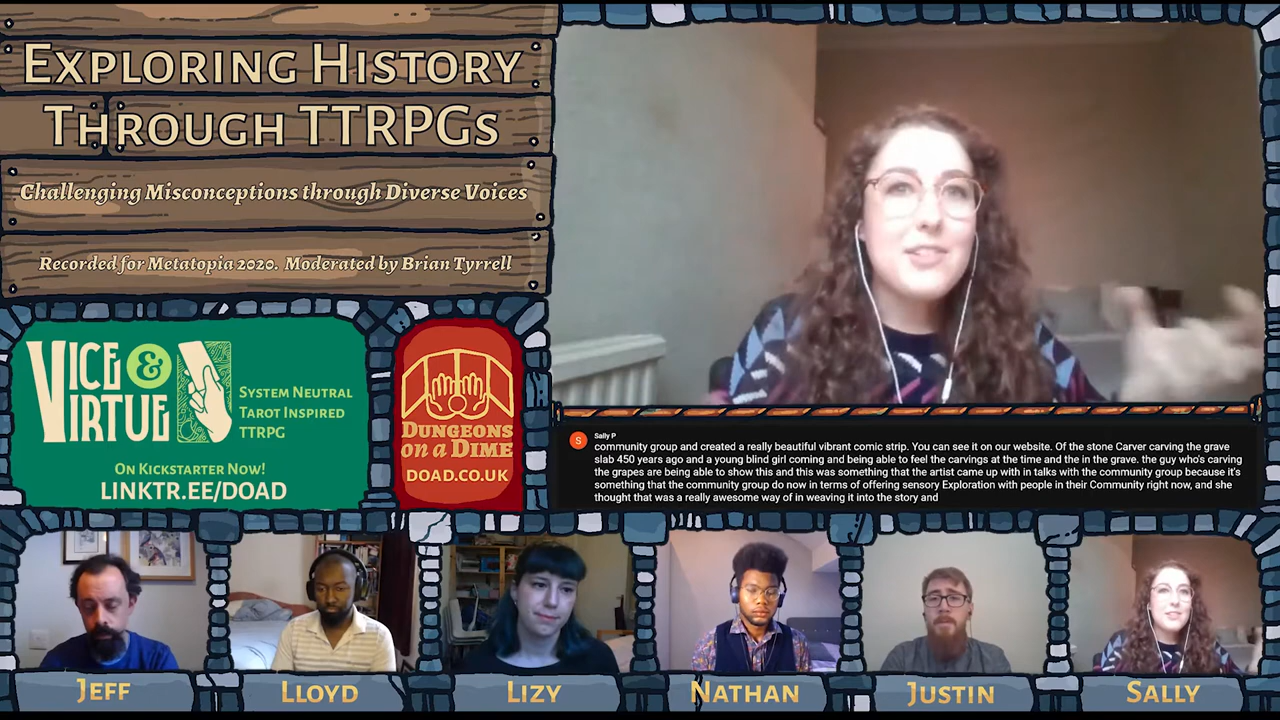 Exploring History
Through TTRPGs
Challenging Misconceptions through Diverse Voices
Recorded for Metatopia 2020. Moderated by Brian Tyrrell
Vice &
Virtue
System Neutral
Tarot Inspired
TTRPG
On Kickstarter Now!
linktr.ee/DOAD
Dungeons
on a Dime
DOAD.co.uk
S
Sally P
community group and created a really beautiful vibrant comic strip. You can see it on our website. Of the stone Carver carving the grave
slab 450 years ago and a young blind girl coming and being able to feel the carvings at the time and the in the grave. the guy who's carving
the grapes are being able to show this and this was something that the artist came up with in talks with the community group because it's
something that the community group do now in terms of offering sensory Exploration with people in their Community right now, and she
thought that was a really awesome way of in weaving it into the story and
Jeff
Lloyd
Lizy
Nathan
Justin
Sally